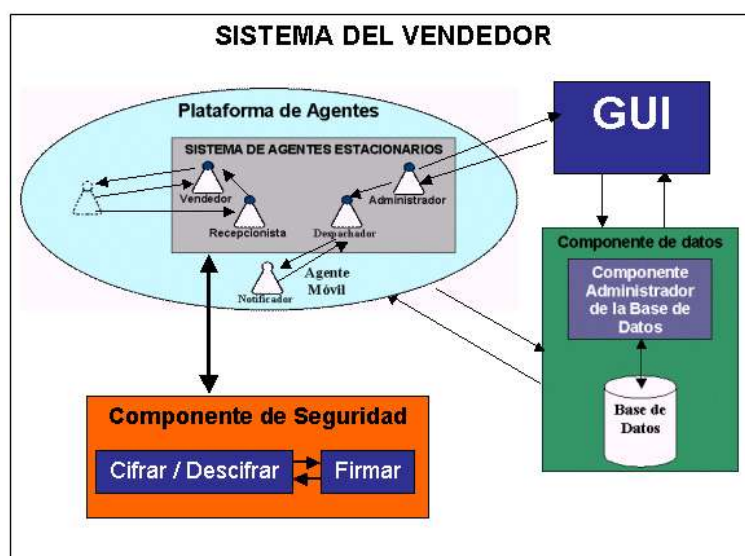 SISTEMA DEL VENDEDOR
Plataforma de Agentes
SISTEMA DE AGENTES ESTACIONARIOS
Vendedor
Administrador
Recepcionista
Despachador
Agente
Móvil
Notificador
GUI
Componente de datos
Componente
Administrador
de la Base de
Datos
Base de
Datos
Componente de Seguridad
Cifrar / Descifrar
Firmar